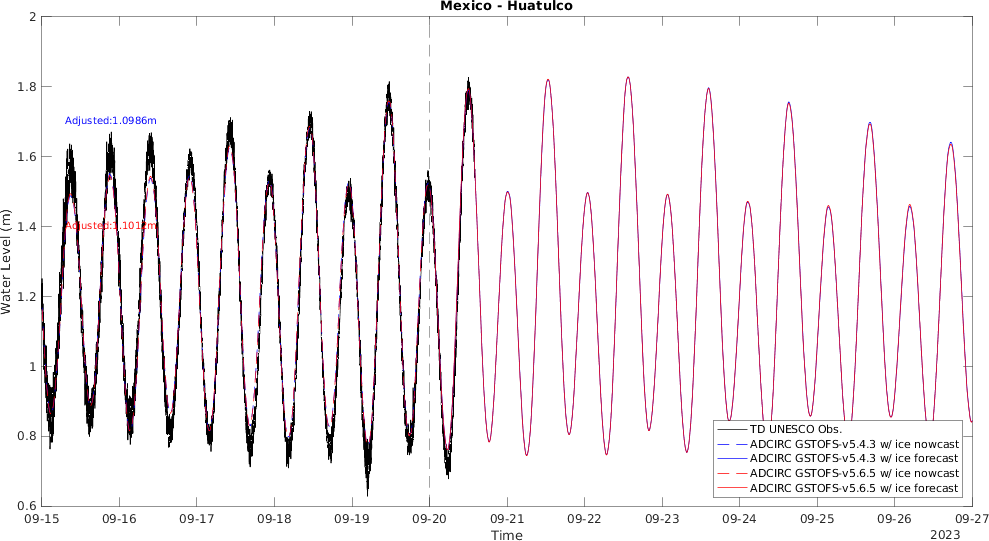 Mexico - Huatulco
2
1.8
1.6
1.4
1.2
1
0.8
0.6
Water Level (m)
Adjusted:1.0986m
Adjusted:1.1012m
TD UNESCO Obs.
ADCIRC GSTOFS-v5.4.3 w/ ice nowcast
ADCIRC GSTOFS-v5.4.3 w/ ice forecast
ADCIRC GSTOFS-v5.6.5 w/ ice nowcast
ADCIRC GSTOFS-v5.6.5 w/ ice forecast
09-15 09-16 09-17 09-18 09-19 09-20 09-21 09-22 09-23 09-24 09-25 09-26 09-27
Time
2023